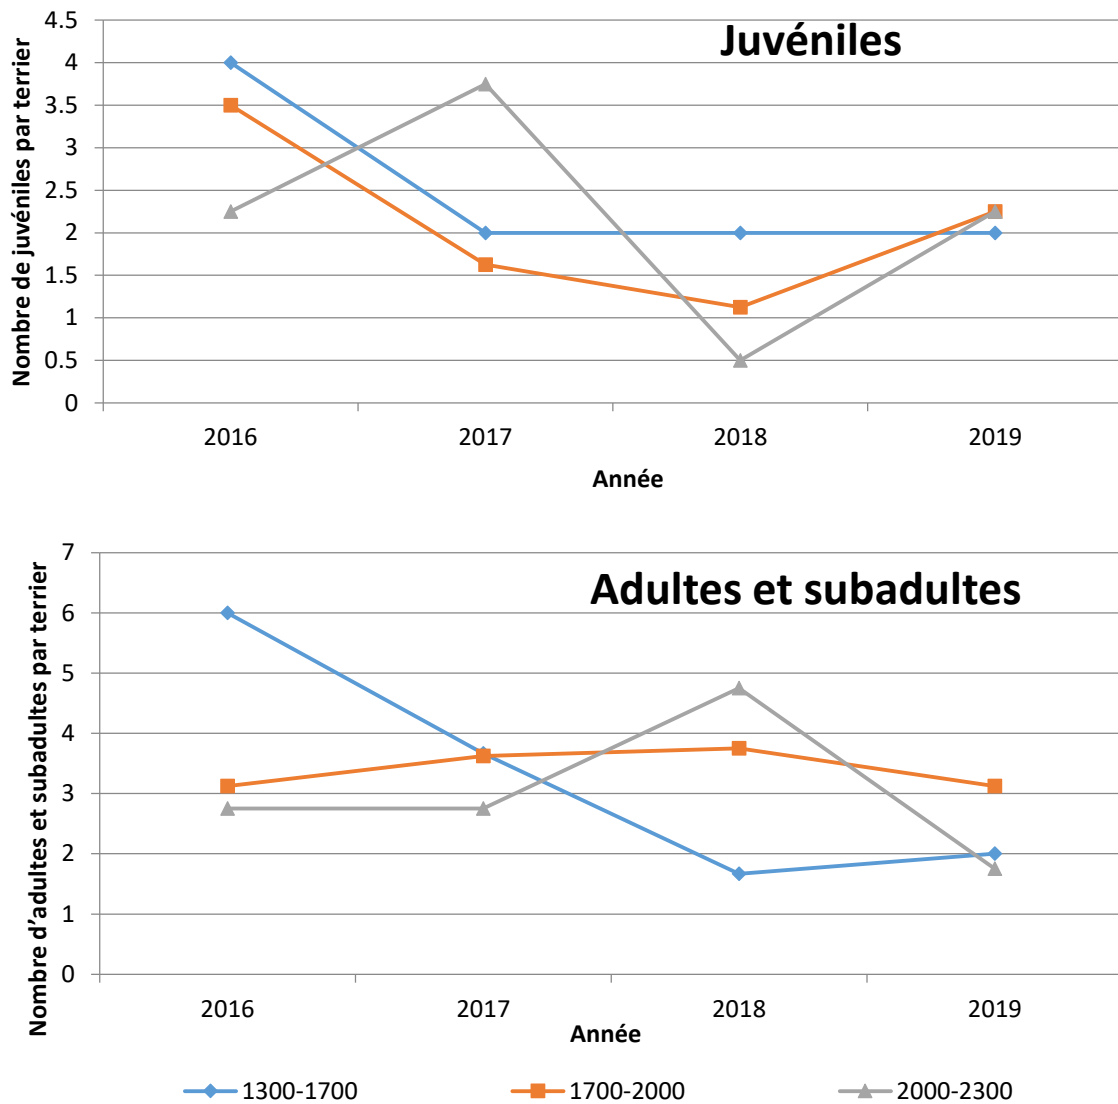 Juvéniles
Nombre de juvéniles par terrier
4.5
4
3.5
3
2.5
2
1.5
1
0.5
0
2016 2017 2018 2019
Année
Adultes et subadultes
Nombre d’adultes et subadultes par terrier
7
6
5
4
3
2
1
0
2016 2017 2018 2019
Année
1300-1700 1700-2000 2000-2300